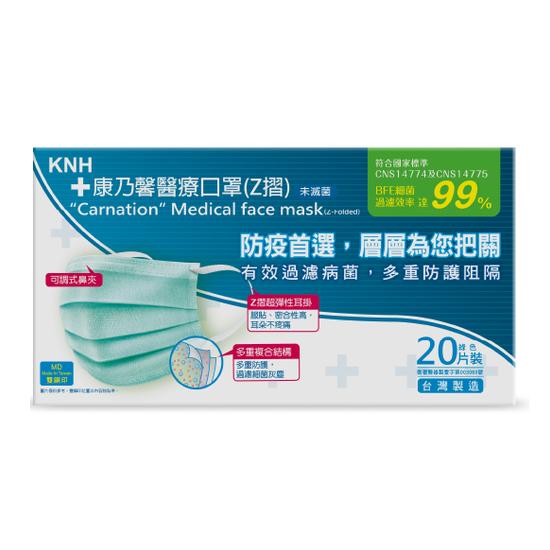 KNH
康乃馨醫療口罩(Z摺) 未滅菌
"Carnation" Medical face mask(Z-Folded)
符合國家標準
CNS14774及CNS14775
BFE細菌
過濾效率 達 99%
防疫首選，層層為您把關
有效過濾病菌，多重防護阻隔
可調式鼻夾
Z摺超彈性耳掛
服貼、密合性高，
耳朵不疼痛
多重複合結構
多重防護，
過濾細菌灰塵
MD
Made In Taiwan
雙鋼印
20綠色片裝
台灣製造